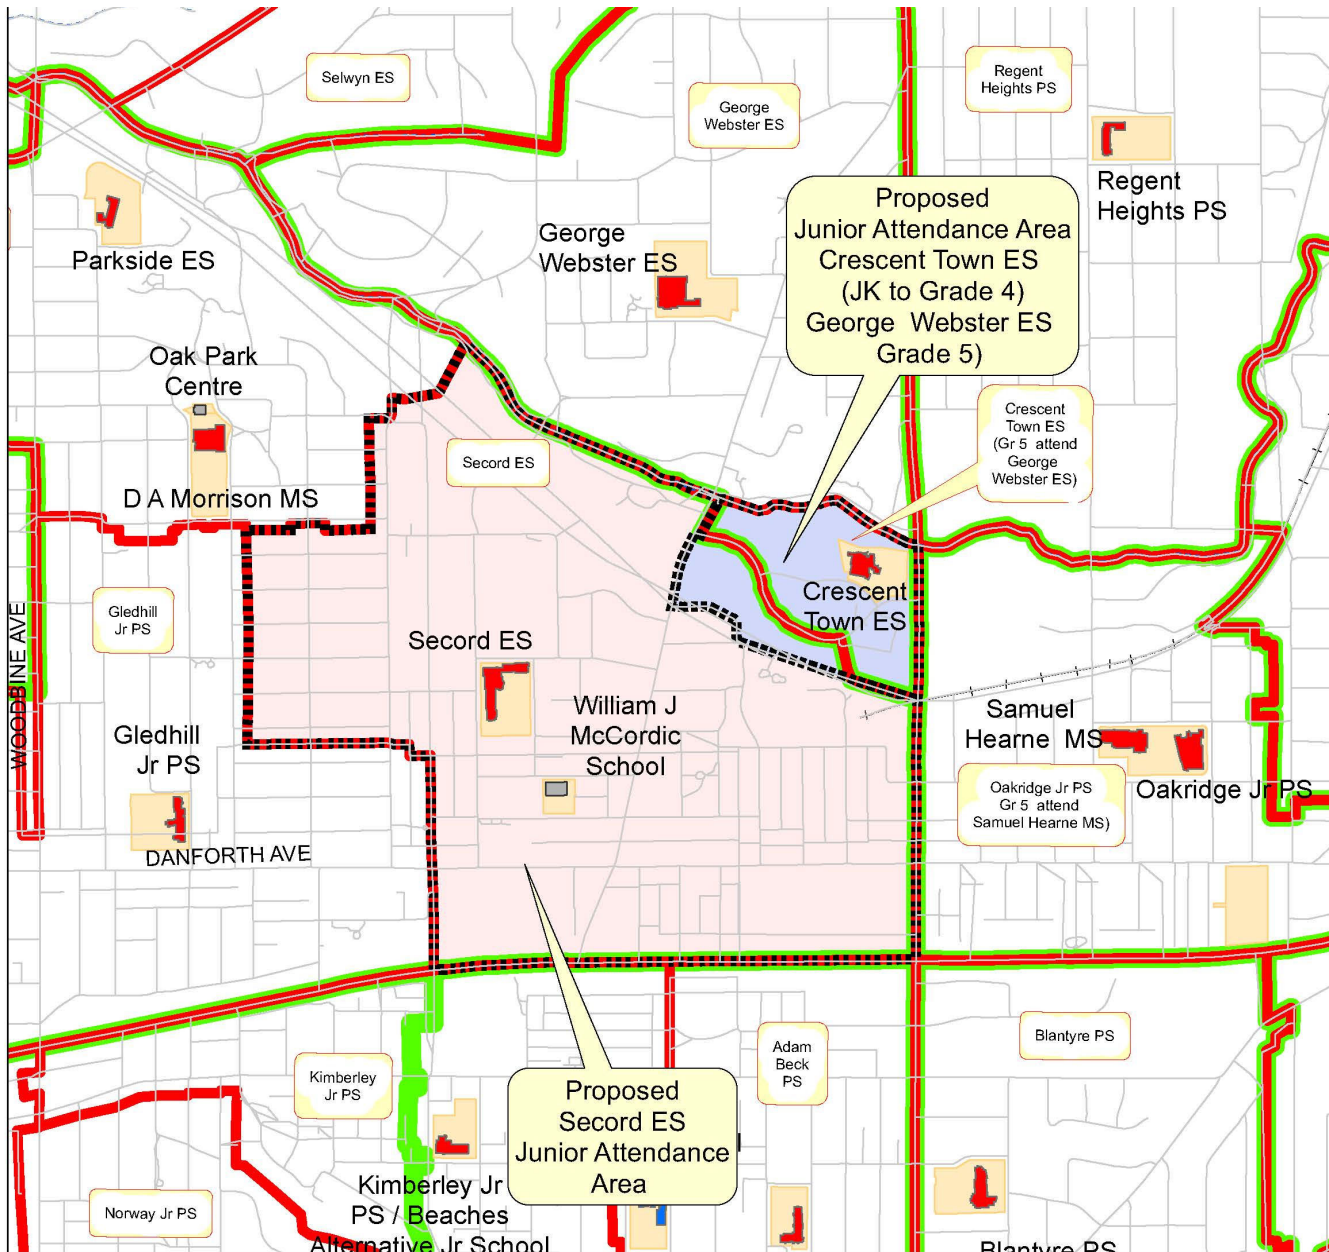 Selwyn ES
George
Webster ES
Regent
Heights PS
Regent
Heights PS
Parkside ES
George
Webster ES
Proposed
Junior Attendance Area
Crescent Town ES
(JK to Grade 4)
George Webster ES
Grade 5)
Oak Park
Centre
Crescent
Town ES
(Gr 5 attend
George
Webster ES)
Secord ES
D A Morrison MS
Gledhill
Jr PS
WOODBINE AVE
Crescent
Town ES
Secord ES
William J
McCordic
School
Samuel
Hearne MS
Gledhill
Jr PS
Oakridge Jr PS
Gr 5 attend
Samuel Hearne MS)
Oakridge Jr PS
DANFORTH AVE
Blantyre PS
Adam
Beck
PS
Kimberley
Jr PS
Proposed
Secord ES
Junior Attendance
Area
Norway Jr PS
Kimberley Jr
PS / Beaches
Alternative Jr School
Blantyre PS